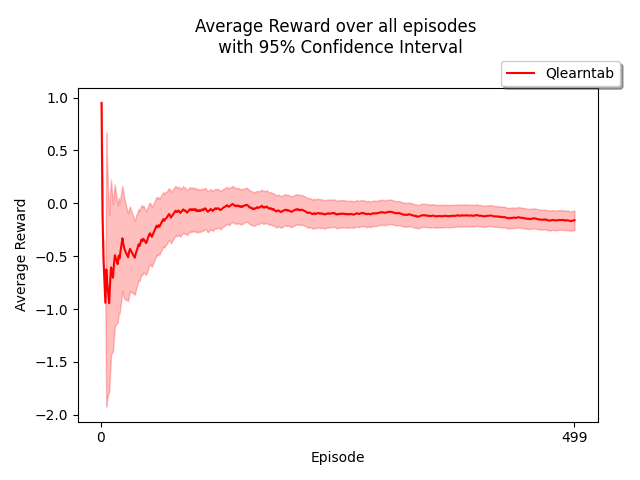 Average Reward over all episodes
with 95% Confidence Interval
Qlearntab
1.0
0.5
0.0
−0.5
−1.0
−1.5
−2.0
Average Reward
0
499
Episode